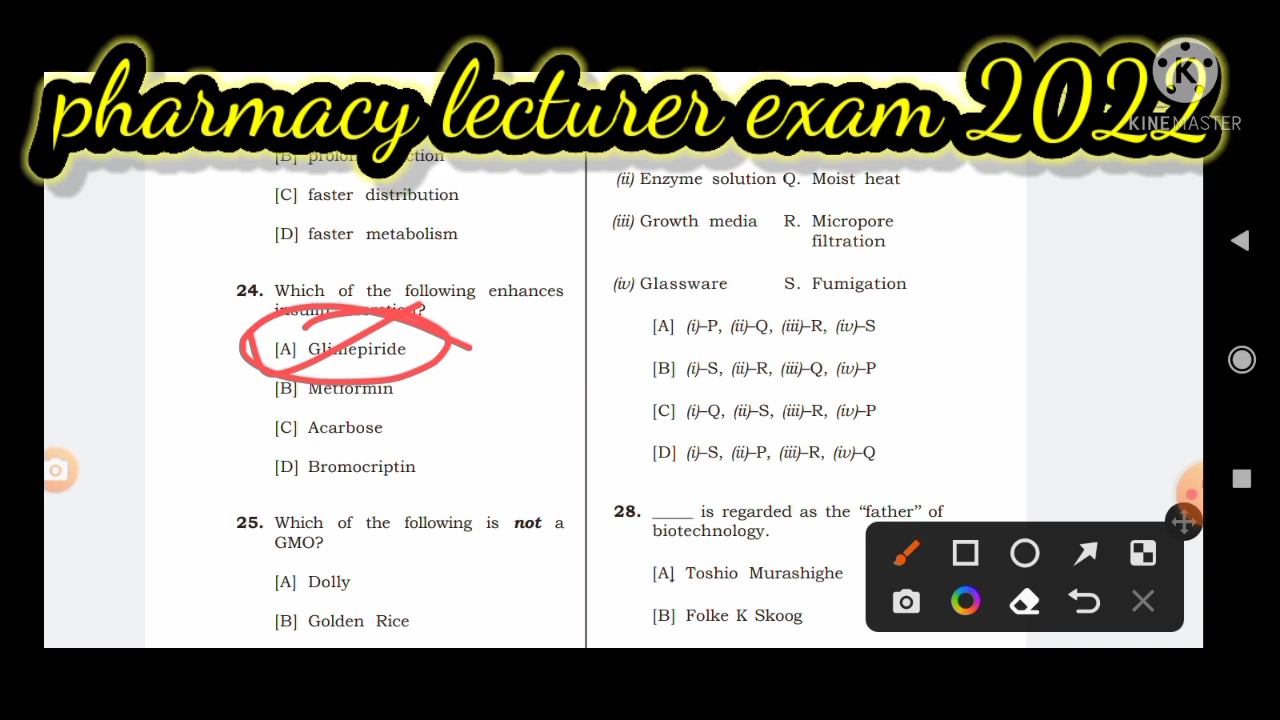 pharmacy lecturer exam 2022
KINEMASTER
[C] faster distribution
[D] faster metabolism
24. Which of the following enhances
insulin secretion?
[A] Glimepiride
[B] Metformin
[C] Acarbose
[D] Bromocriptin
25. Which of the following is not a
GMO?
[A] Dolly
[B] Golden Rice
(ii) Enzyme solution Q. Moist heat
(iii) Growth media R. Micropore
filtration
(iv) Glassware S. Fumigation
[A] (i)–P, (ii)–Q, (iii)–R, (iv)–S
[B] (i)–S, (ii)–R, (iii)–Q, (iv)–P
[C] (i)–Q, (ii)–S, (iii)–R, (iv)–P
[D] (i)–S, (ii)–P, (iii)–R, (iv)–Q
28. _____ is regarded as the “father” of
biotechnology.
[A] Toshio Murashighe
[B] Folke K Skoog